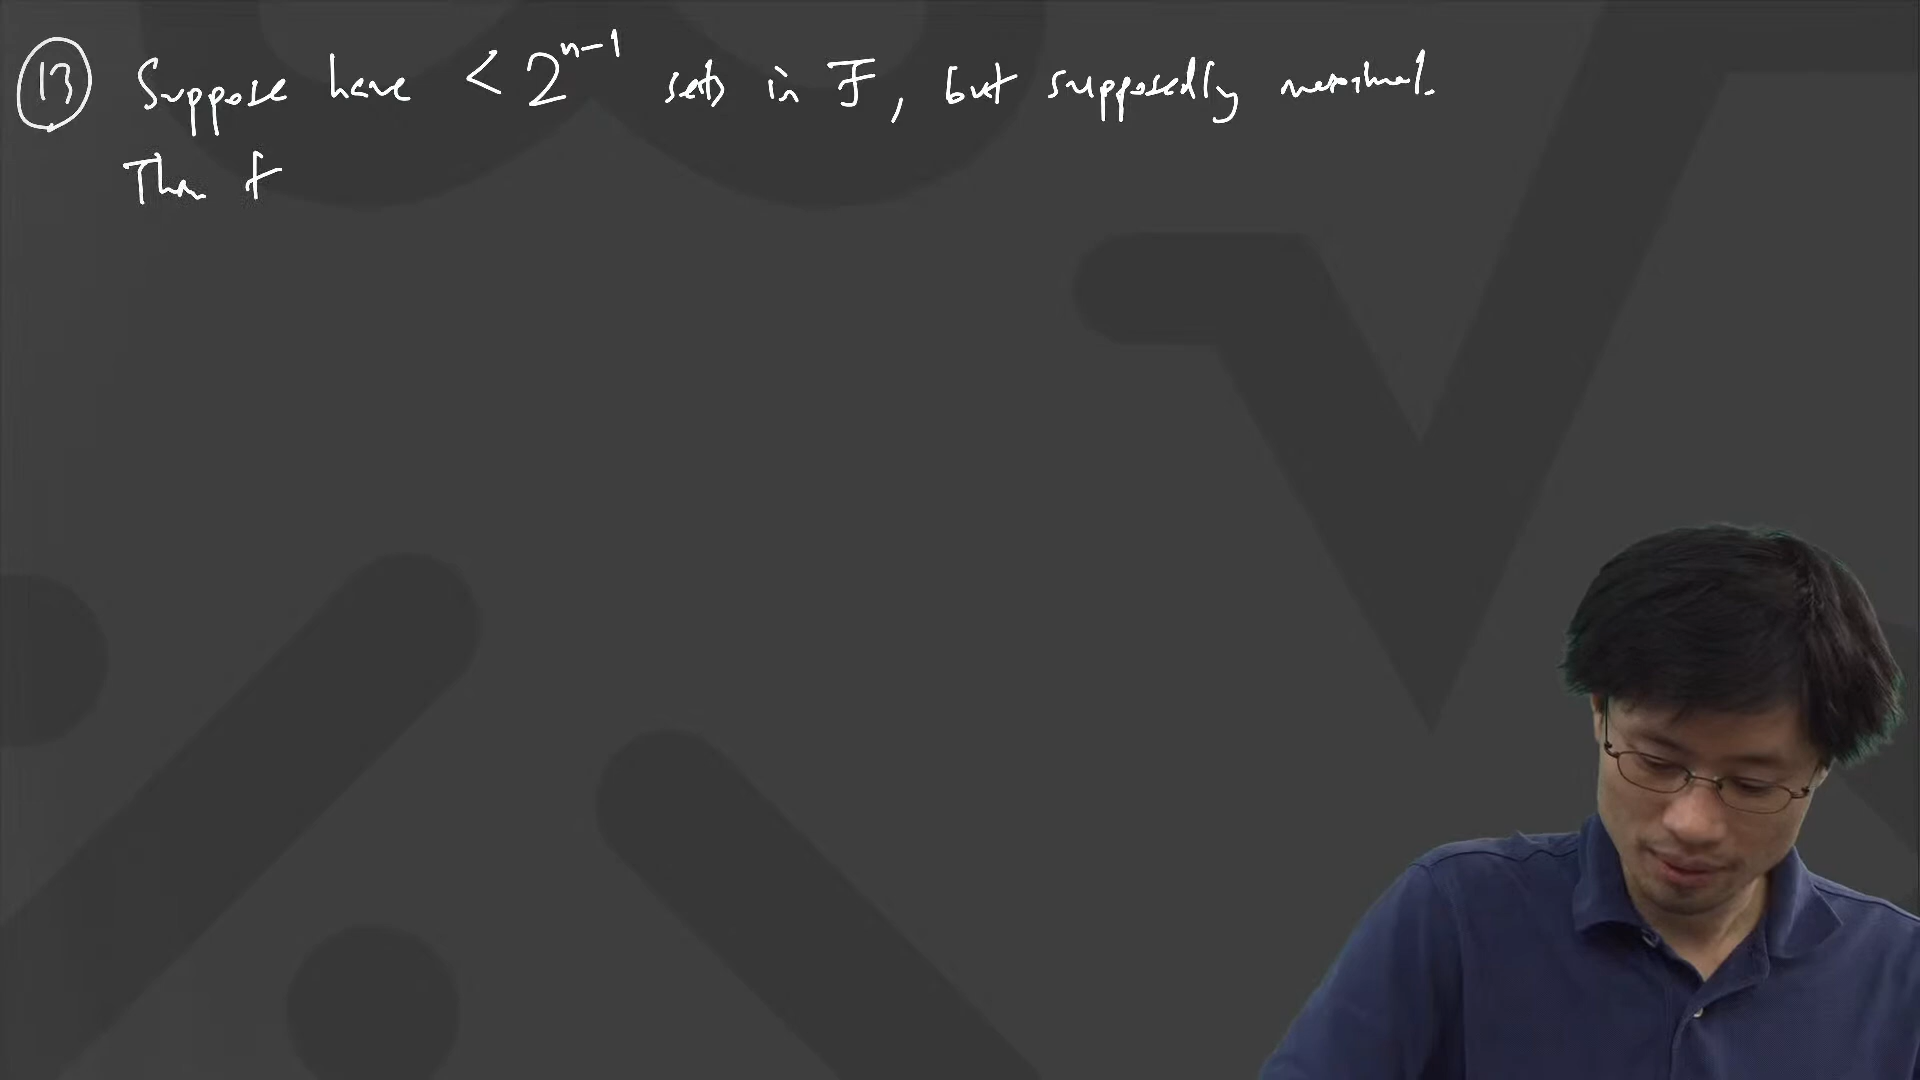 13 Suppose have < 2^{n-1} sets in F, but supposedly maximal.
Then f